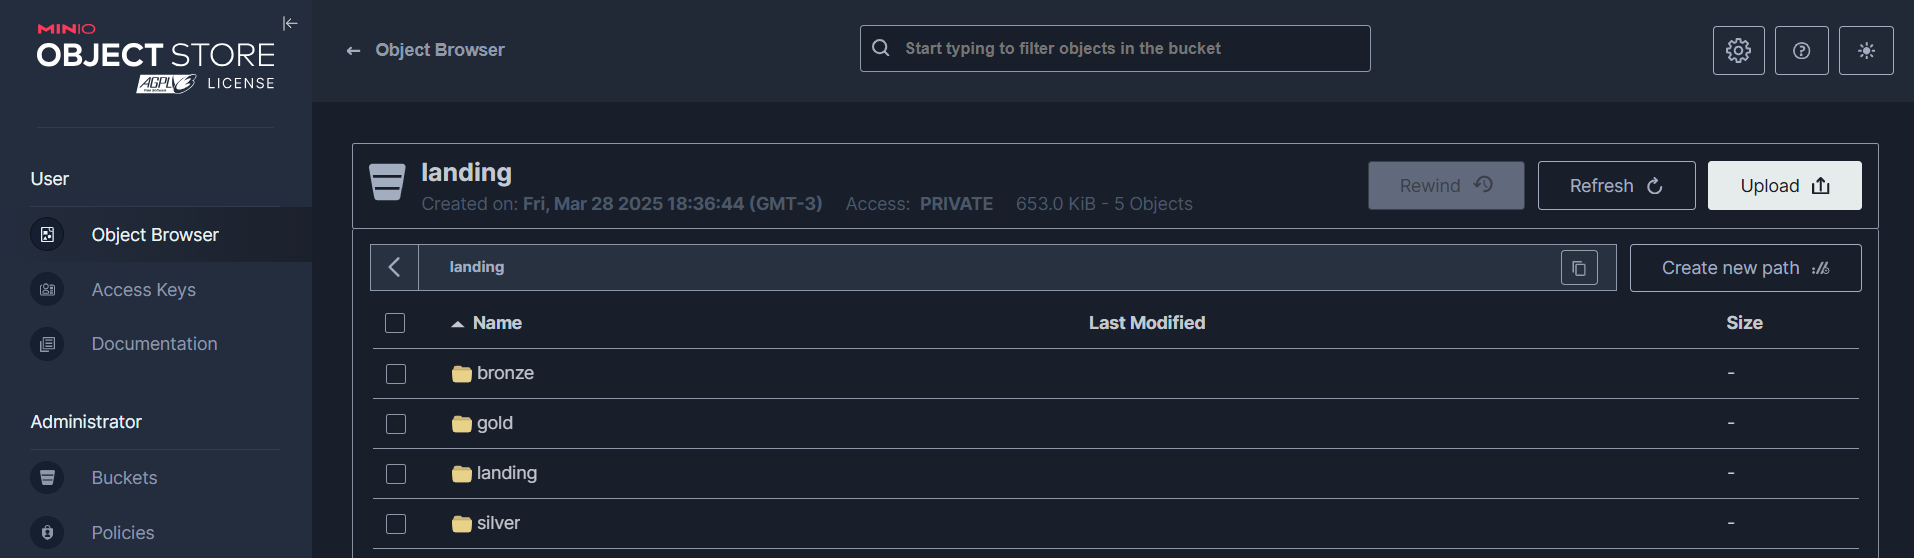 MINIO
OBJECT STORE
AGPL v3 LICENSE
User
Object Browser
Access Keys
Documentation
Administrator
Buckets
Policies
Object Browser
Start typing to filter objects in the bucket
landing
Created on: Fri, Mar 28 2025 18:36:44 (GMT-3) Access: PRIVATE 653.0 KiB - 5 Objects
Rewind
Refresh
Upload
landing
Create new path
Name Last Modified Size
bronze -
gold -
landing -
silver -